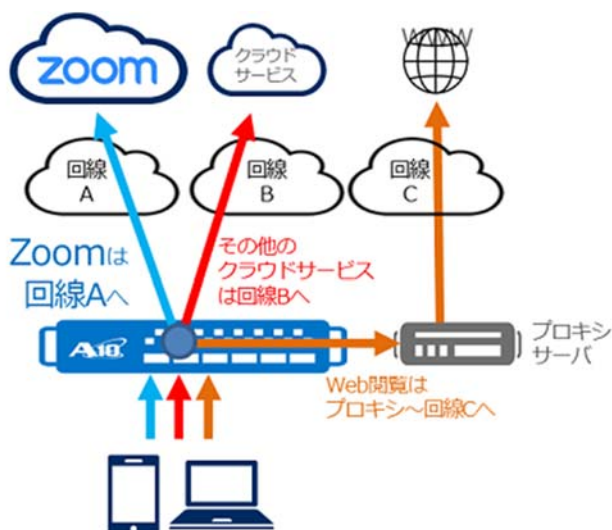 zoom
クラウド
サービス
WWW
回線
A
回線
B
回線
C
Zoomは
回線Aへ
その他の
クラウドサービス
は回線Bへ
A10
プロキシ
サーバ
Web閲覧は
プロキシ～回線Cへ